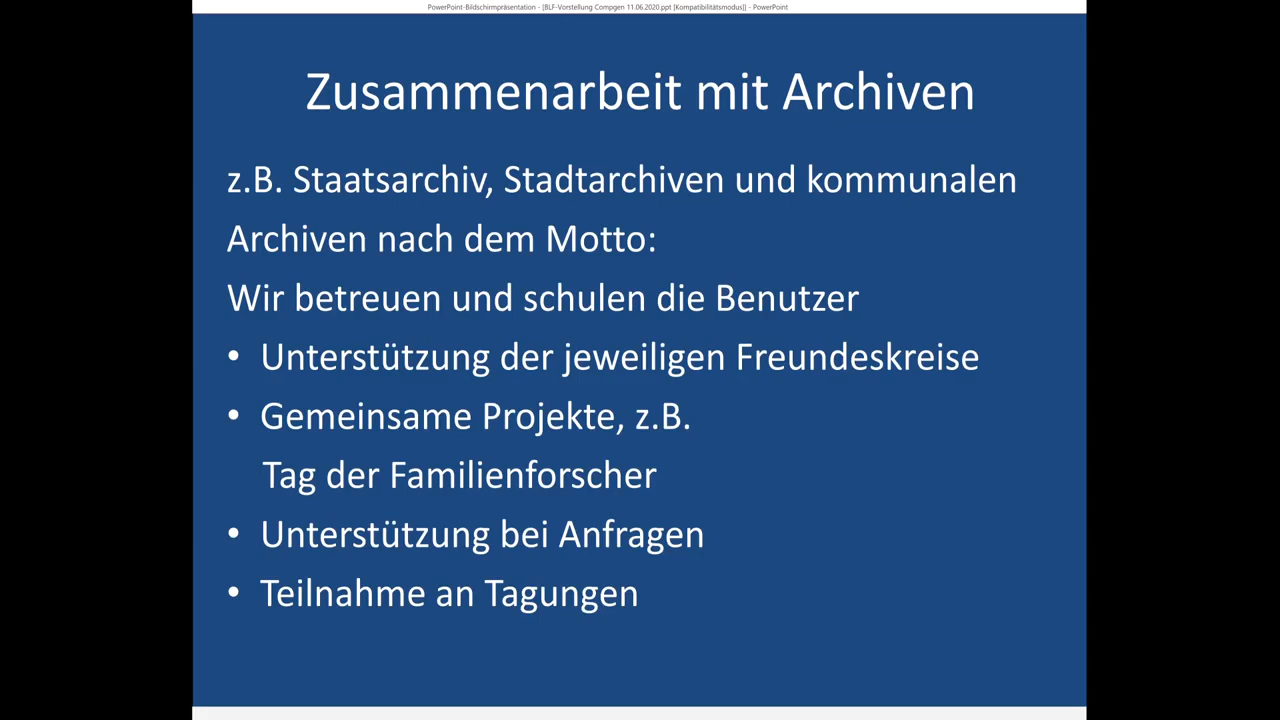 PowerPoint-Bildschirmpräsentation - [BLF-Vorstellung Compgen 11.06.2020.ppt [Kompatibilitätsmodus]] - PowerPoint
Zusammenarbeit mit Archiven
z.B. Staatsarchiv, Stadtarchiven und kommunalen
Archiven nach dem Motto:
Wir betreuen und schulen die Benutzer
• Unterstützung der jeweiligen Freundeskreise
• Gemeinsame Projekte, z.B.
Tag der Familienforscher
• Unterstützung bei Anfragen
• Teilnahme an Tagungen